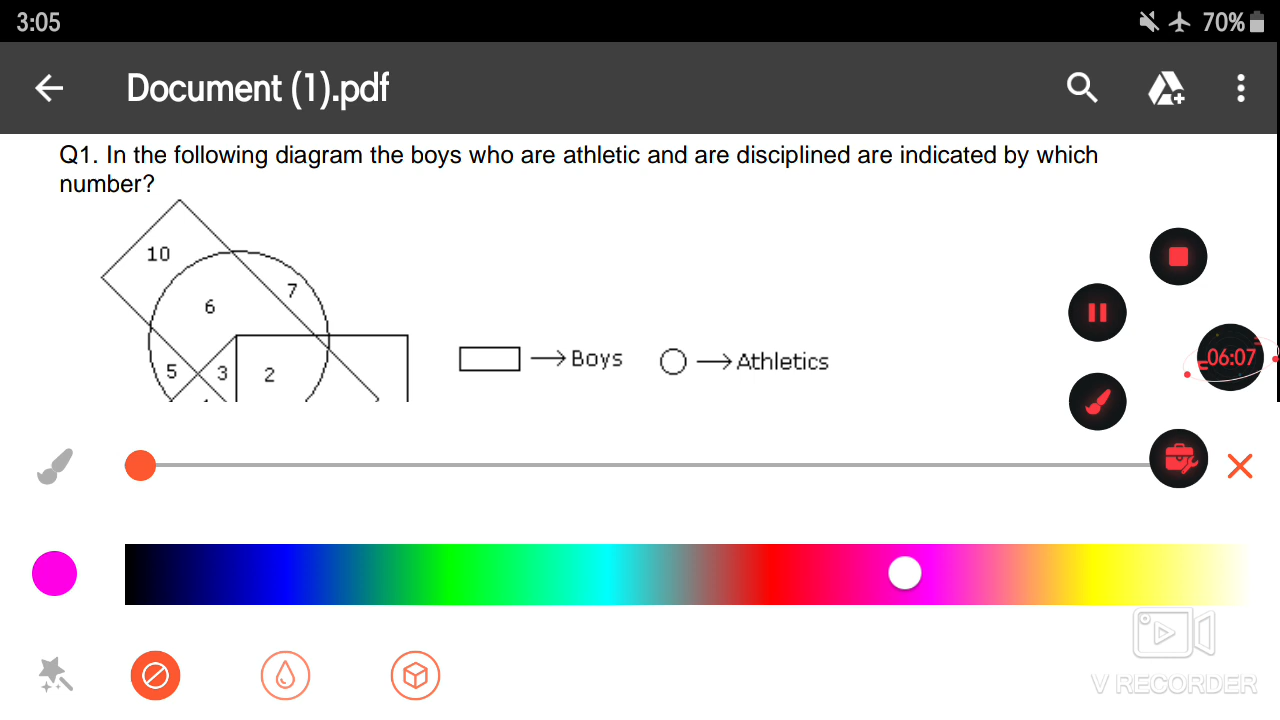 3:05
70%
Document (1).pdf
Q1. In the following diagram the boys who are athletic and are disciplined are indicated by which
number?
10
7
6
5
3
2
Boys
Athletics
06:07
V RECORDER